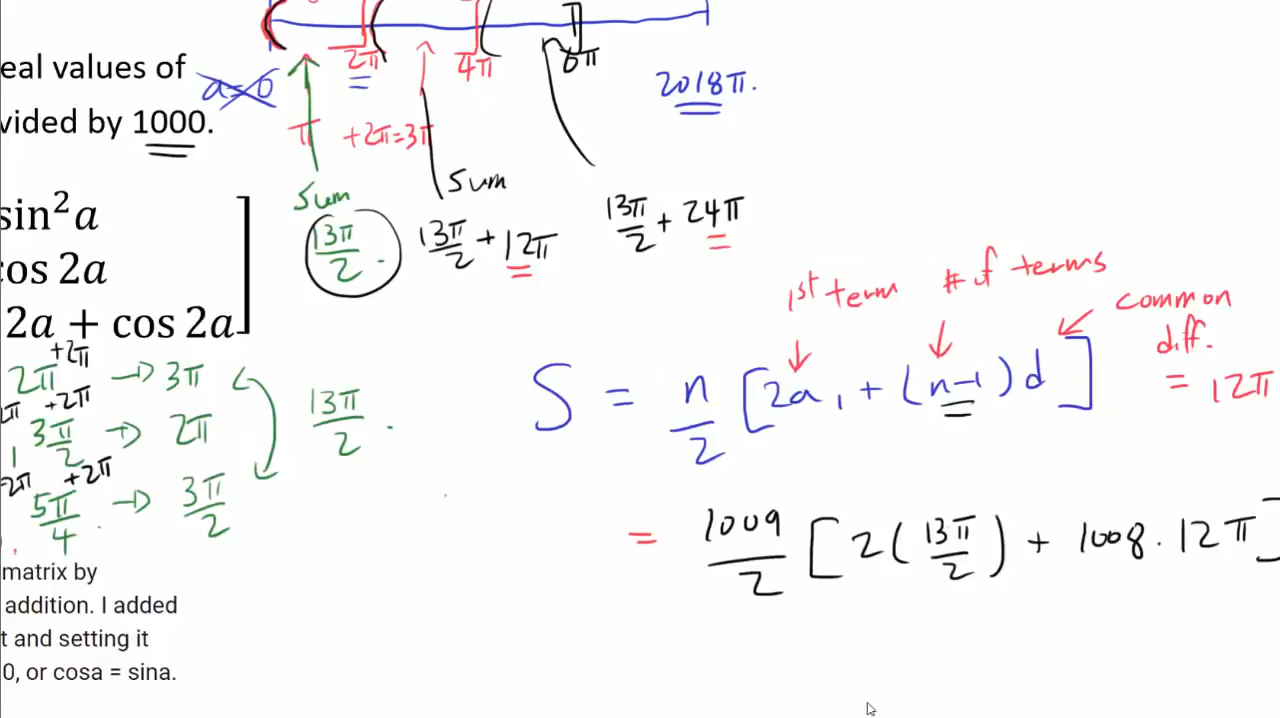 eal values of
vided by 1000.
a=0
2π
4π
6π
2018π.
π +2π=3π
Sum
Sum
13π/2 .
13π/2 + 12π
13π/2 + 24π
sin²a
cos 2a
2a + cos 2a
+2π
2π → 3π
+2π
3π/2 → 2π
-2π +2π
5π/4 → 3π/2
13π/2 .
1st term
# of terms
common
diff.
= 12π
S = n/2 [2a₁ + (n-1)d]
= 1009/2 [2(13π/2) + 1008·12π]
matrix by
addition. I added
t and setting it
0, or cosa = sina.